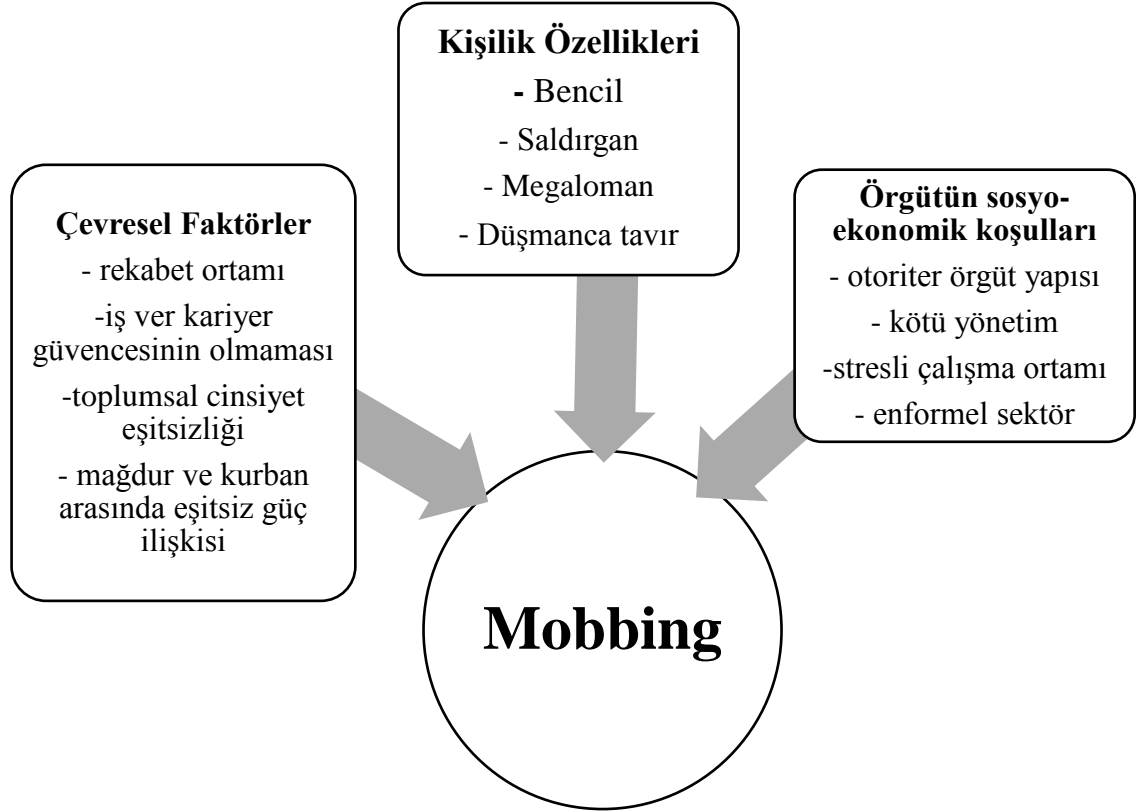 Kişilik Özellikleri
- Bencil
- Saldırgan
- Megaloman
- Düşmanca tavır
Çevresel Faktörler
- rekabet ortamı
-iş ver kariyer
güvencesinin olmaması
-toplumsal cinsiyet
eşitsizliği
- mağdur ve kurban
arasında eşitsiz güç
ilişkisi
Örgütün sosyo-
ekonomik koşulları
- otoriter örgüt yapısı
- kötü yönetim
-stresli çalışma ortamı
- enformel sektör
Mobbing